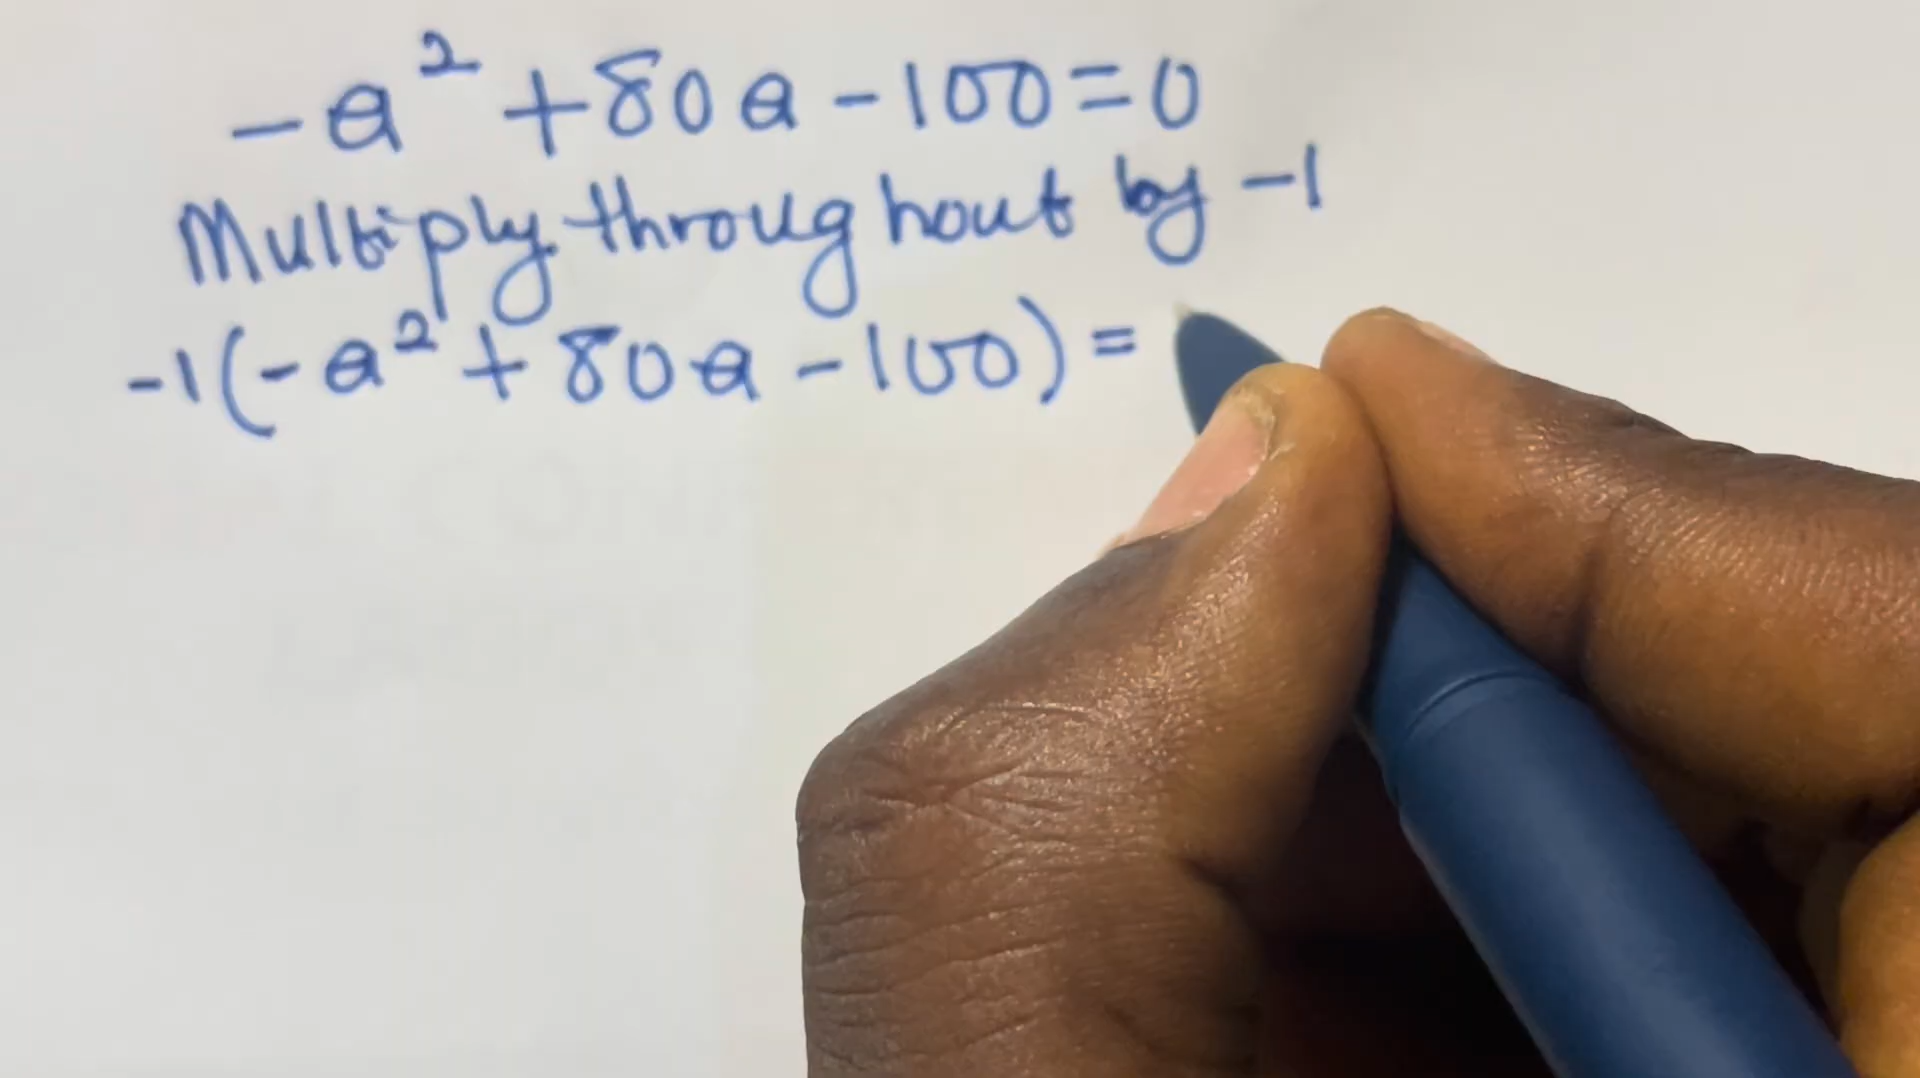 -a² + 80a - 100 = 0
Multiply throughout by -1
-1(-a² + 80a - 100) =